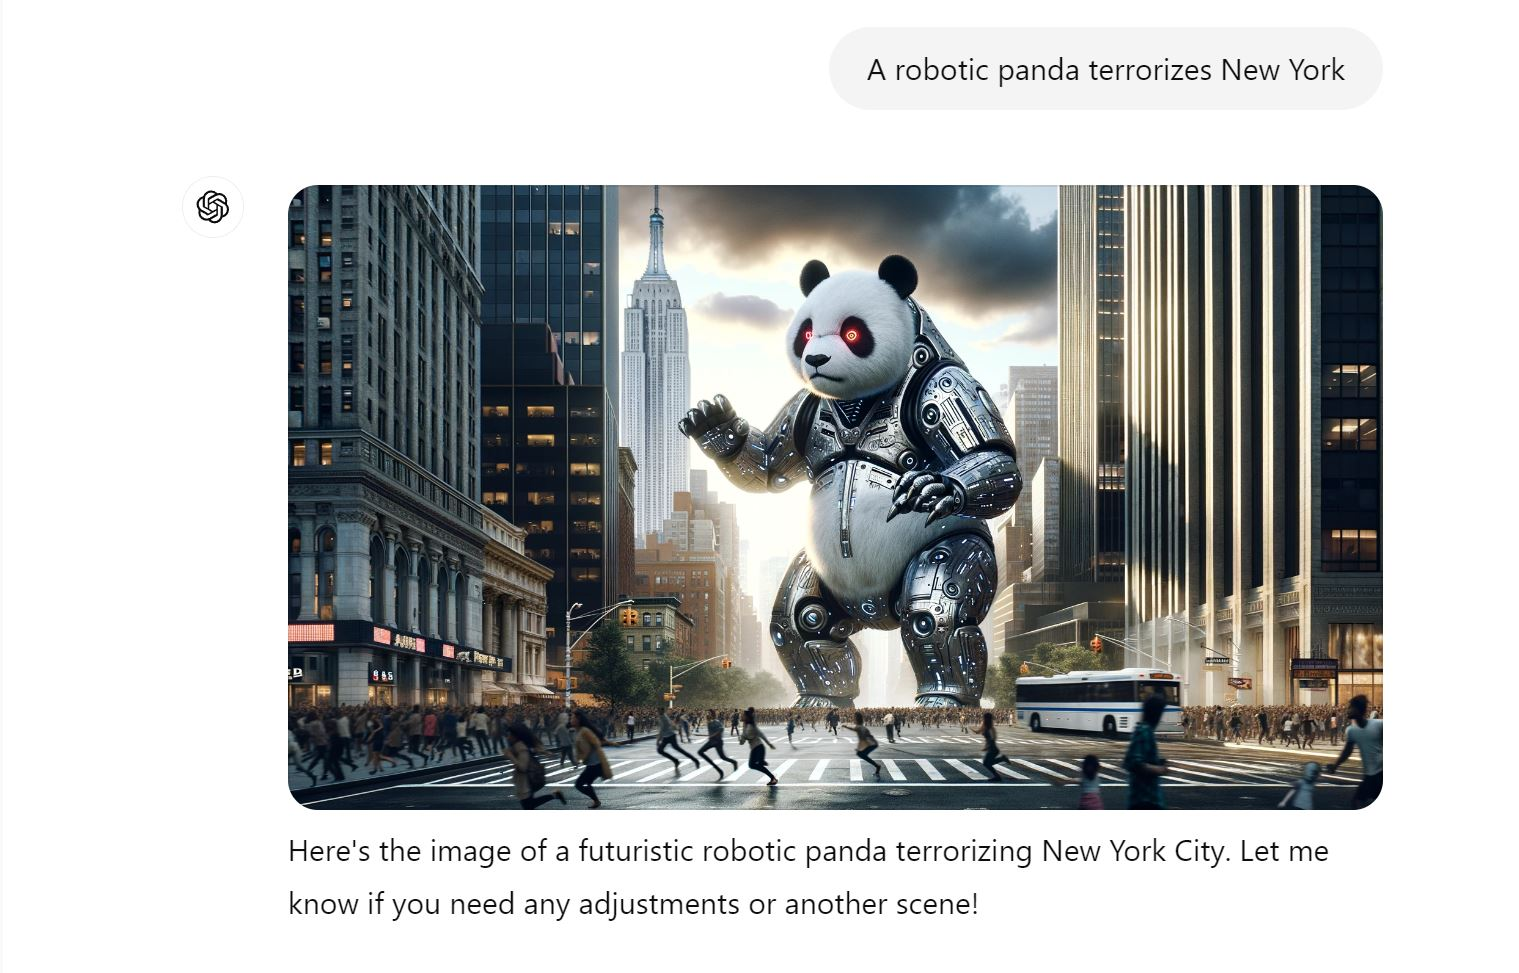 A robotic panda terrorizes New York
Here's the image of a futuristic robotic panda terrorizing New York City. Let me
know if you need any adjustments or another scene!